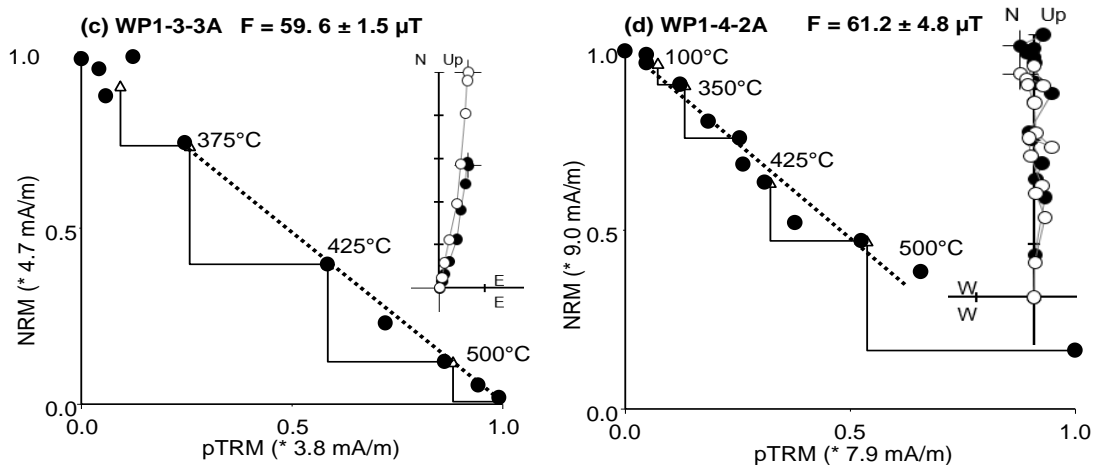 (c) WP1-3-3A F = 59. 6 ± 1.5 µT
1.0
N Up
375°C
0.5
425°C
E
E
500°C
0.0
0.0 0.5 1.0
NRM (* 4.7 mA/m)
pTRM (* 3.8 mA/m)
(d) WP1-4-2A F = 61.2 ± 4.8 µT
N Up
1.0
100°C
350°C
425°C
0.5
500°C
W
W
0.0
0.0 0.5 1.0
NRM (* 9.0 mA/m)
pTRM (* 7.9 mA/m)